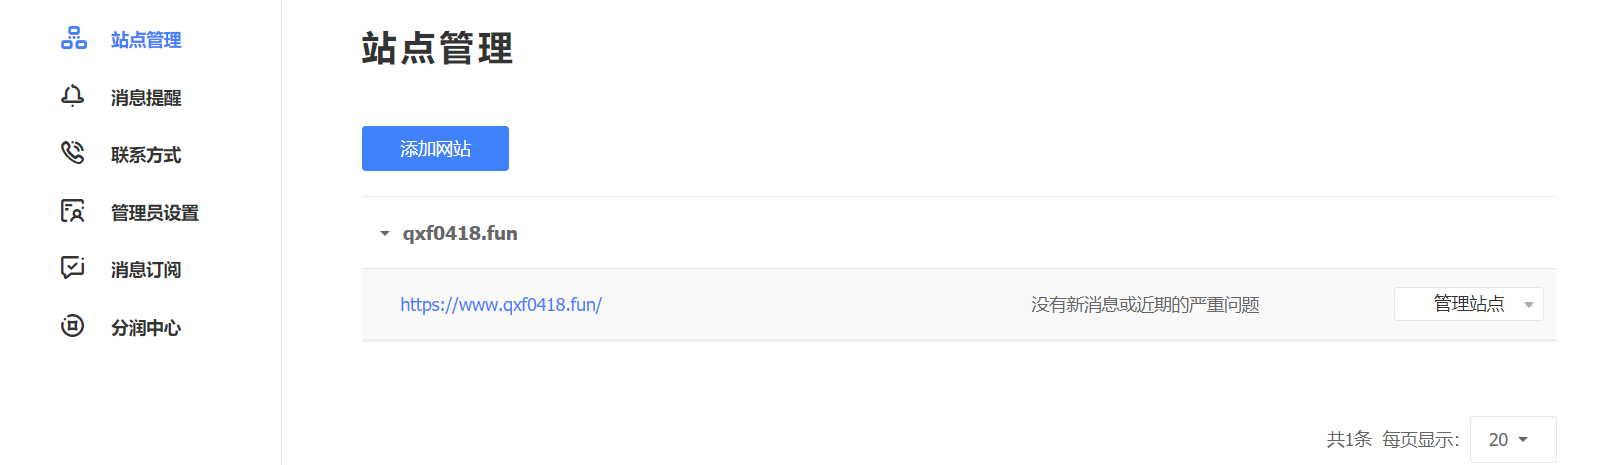 站点管理
消息提醒
联系方式
管理员设置
消息订阅
分润中心
站点管理
添加网站
qxf0418.fun
https://www.qxf0418.fun/ 没有新消息或近期的严重问题 管理站点
共1条 每页显示: 20